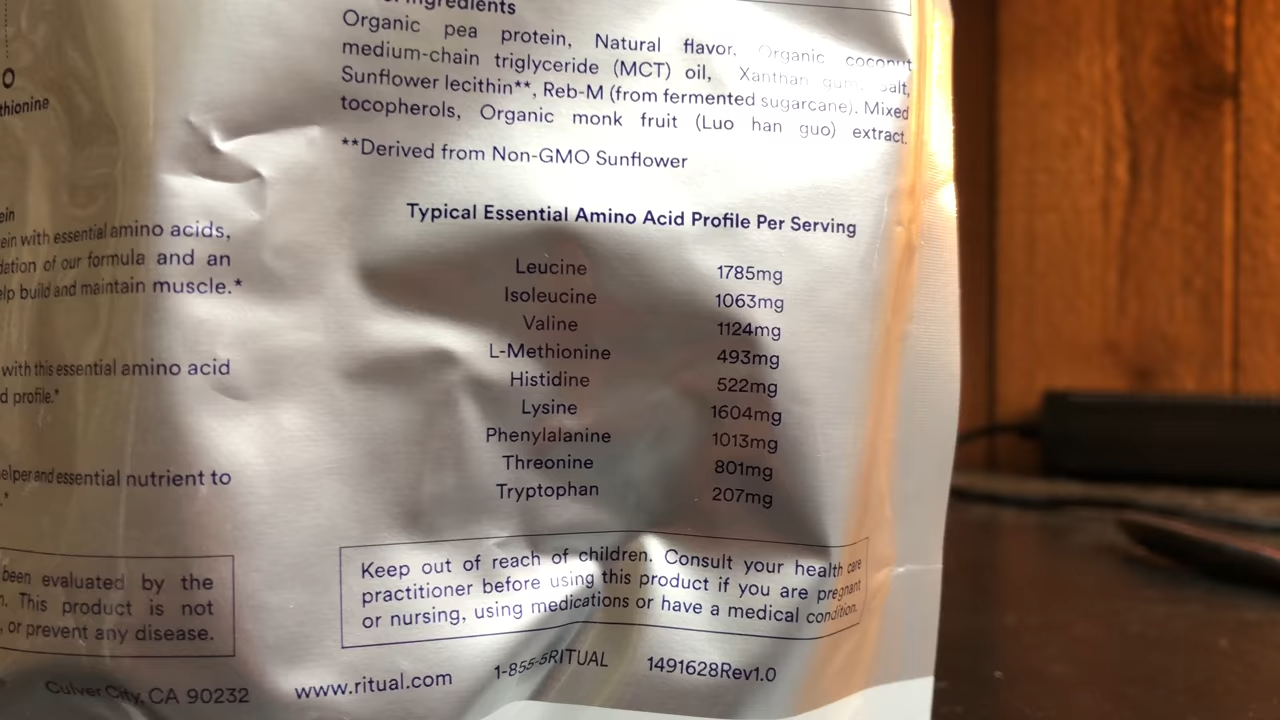 o
thionine
ein
ein with essential amino acids,
dation of our formula and an
elp build and maintain muscle.*
with this essential amino acid
d profile.*
elper and essential nutrient to
.*
been evaluated by the
n. This product is not
, or prevent any disease.
Culver City, CA 90232
Ingredients
Organic pea protein, Natural flavor, Organic coconut
medium-chain triglyceride (MCT) oil, Xanthan gum, Salt,
Sunflower lecithin**, Reb-M (from fermented sugarcane), Mixed
tocopherols, Organic monk fruit (Luo han guo) extract.
**Derived from Non-GMO Sunflower
Typical Essential Amino Acid Profile Per Serving
Leucine 1785mg
Isoleucine 1063mg
Valine 1124mg
L-Methionine 493mg
Histidine 522mg
Lysine 1604mg
Phenylalanine 1013mg
Threonine 801mg
Tryptophan 207mg
Keep out of reach of children. Consult your health care
practitioner before using this product if you are pregnant
or nursing, using medications or have a medical condition.
www.ritual.com 1-855-5RITUAL 1491628Rev1.0